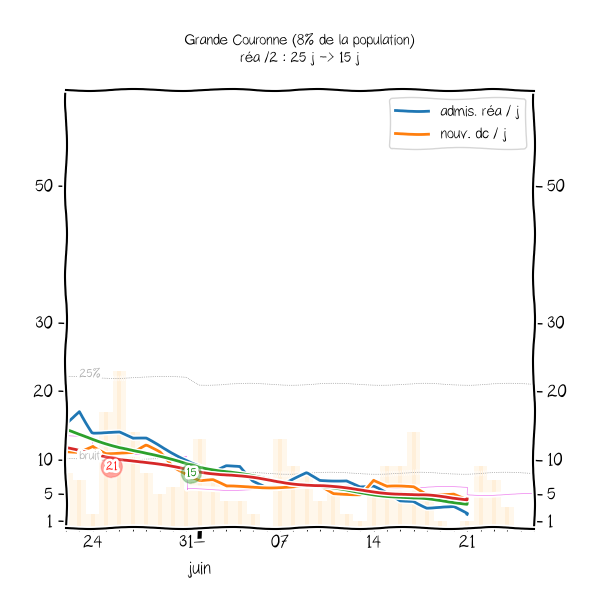 Grande Couronne (8% de la population)
réa /2 : 25 j -> 15 j
admis. réa / j
nouv. dc / j
50 50
30 30
25%
20 20
bruit
10 10
21
15
5 5
1 1
24 31 07 14 21
juin